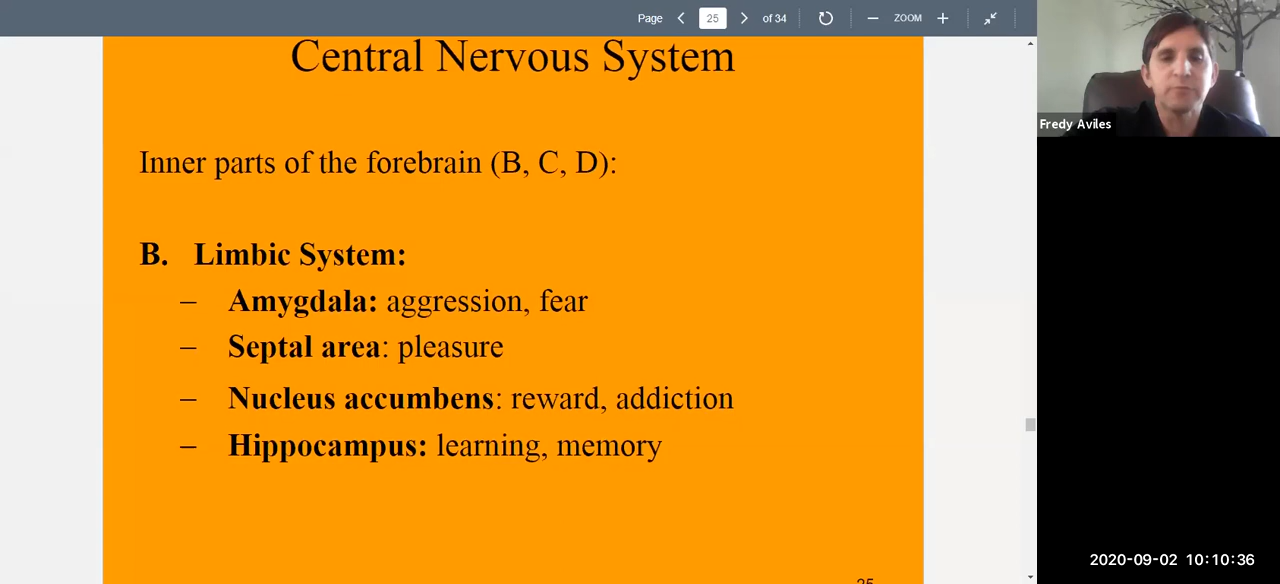 Page 25 of 34 ZOOM
Central Nervous System
Inner parts of the forebrain (B, C, D):
B. Limbic System:
– Amygdala: aggression, fear
– Septal area: pleasure
– Nucleus accumbens: reward, addiction
– Hippocampus: learning, memory
25
Fredy Aviles
2020-09-02 10:10:36